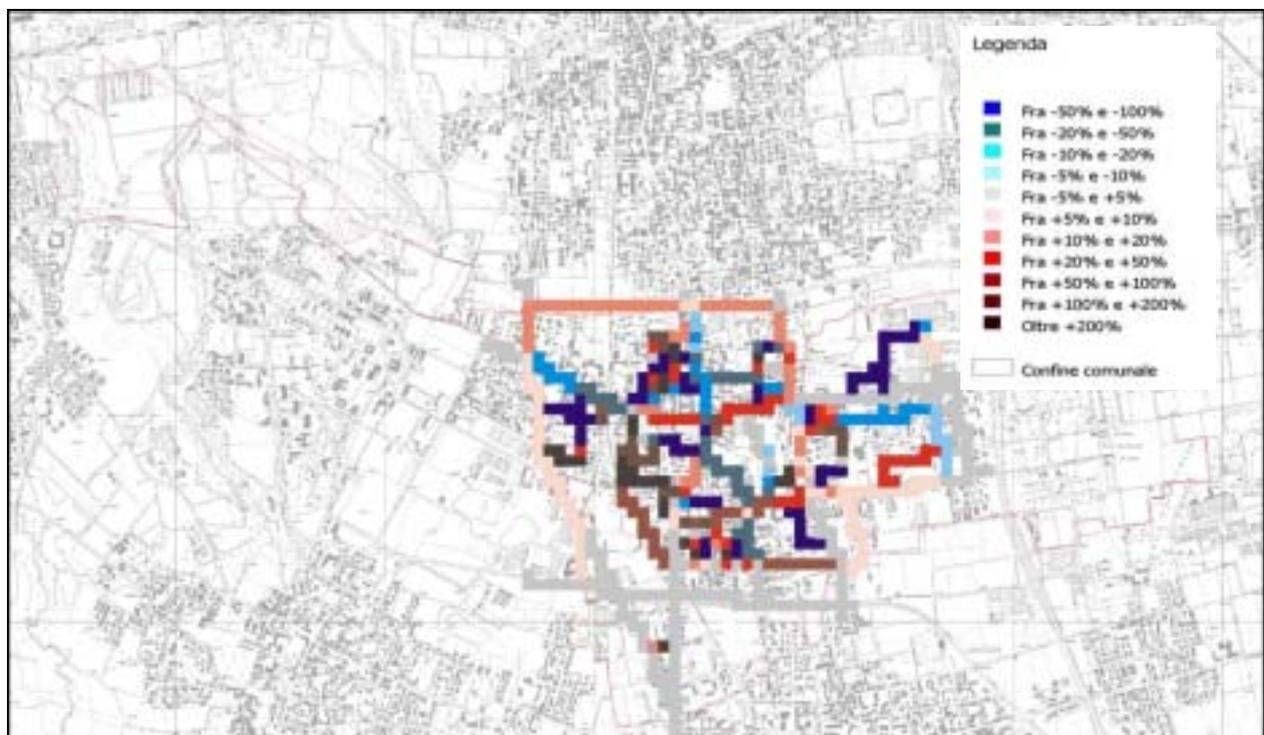 Legenda
Fra -50% e -100%
Fra -20% e -50%
Fra -10% e -20%
Fra -5% e -10%
Fra -5% e +5%
Fra +5% e +10%
Fra +10% e +20%
Fra +20% e +50%
Fra +50% e +100%
Fra +100% e +200%
Oltre +200%
Confine comunale